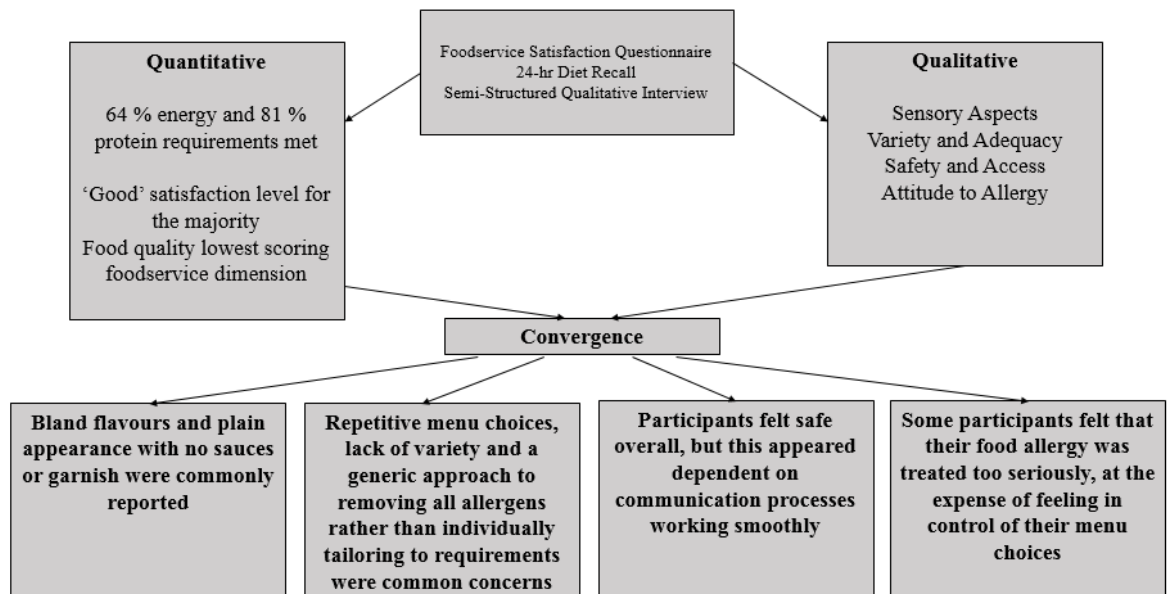 Foodservice Satisfaction Questionnaire
24-hr Diet Recall
Semi-Structured Qualitative Interview
Quantitative
64 % energy and 81 %
protein requirements met
‘Good’ satisfaction level for
the majority
Food quality lowest scoring
foodservice dimension
Qualitative
Sensory Aspects
Variety and Adequacy
Safety and Access
Attitude to Allergy
Convergence
Bland flavours and plain
appearance with no sauces
or garnish were commonly
reported
Repetitive menu choices,
lack of variety and a
generic approach to
removing all allergens
rather than individually
tailoring to requirements
were common concerns
Participants felt safe
overall, but this appeared
dependent on
communication processes
working smoothly
Some participants felt that
their food allergy was
treated too seriously, at the
expense of feeling in
control of their menu
choices